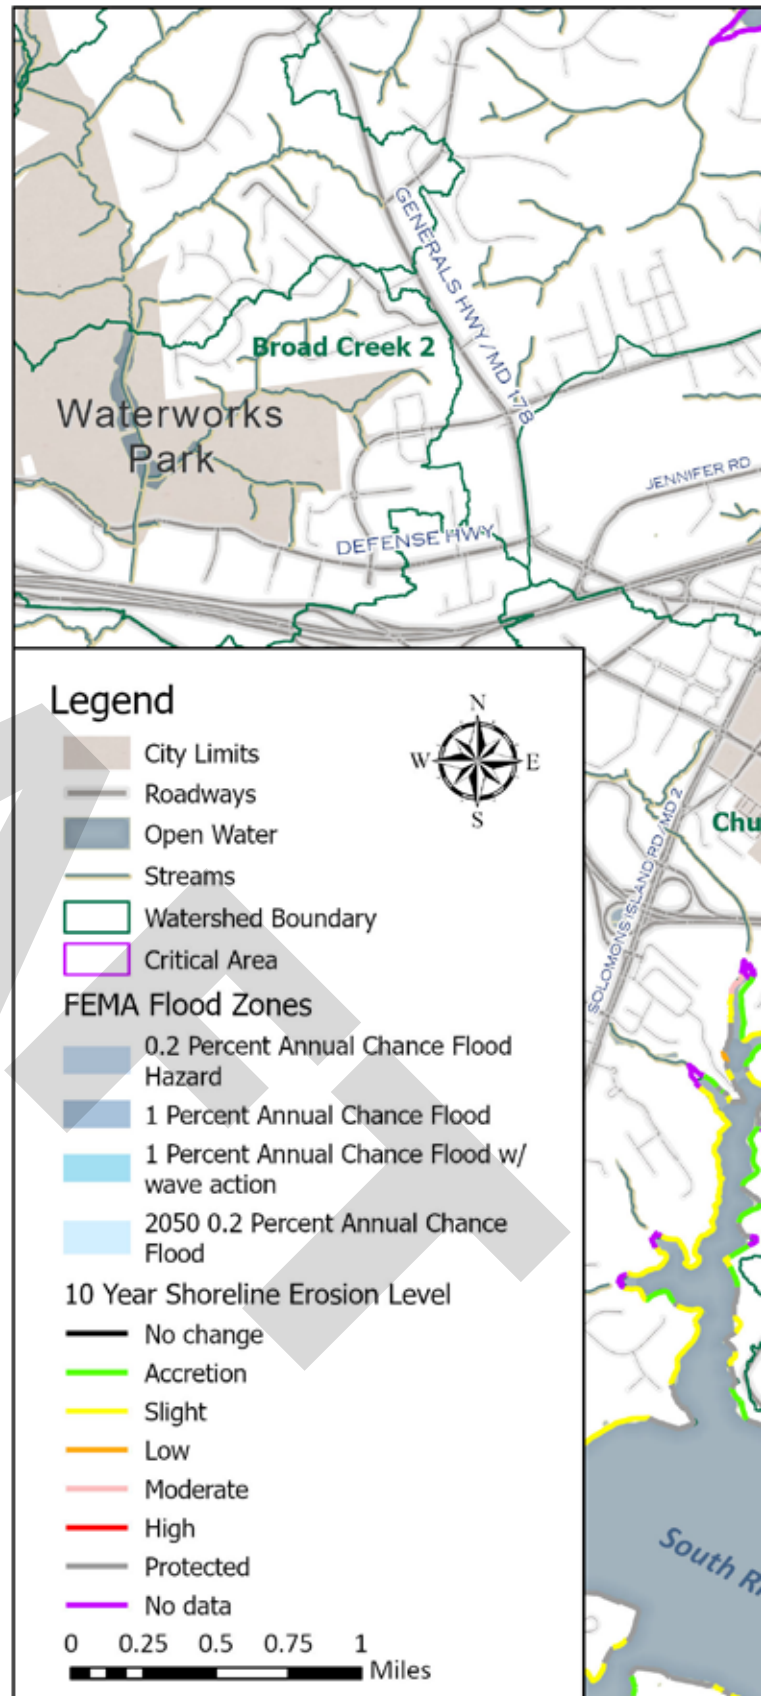 GENERALS HWY/MD 178
Broad Creek 2
Waterworks
Park
JENNIFER RD
DEFENSE HWY
Legend
N
W
E
S
City Limits
Roadways
Open Water
Streams
Watershed Boundary
Critical Area
FEMA Flood Zones
0.2 Percent Annual Chance Flood
Hazard
1 Percent Annual Chance Flood
1 Percent Annual Chance Flood w/
wave action
2050 0.2 Percent Annual Chance
Flood
10 Year Shoreline Erosion Level
No change
Accretion
Slight
Low
Moderate
High
Protected
No data
0 0.25 0.5 0.75 1
Miles
SOLOMONS ISLAND RD/MD 2
Chu
South Ri